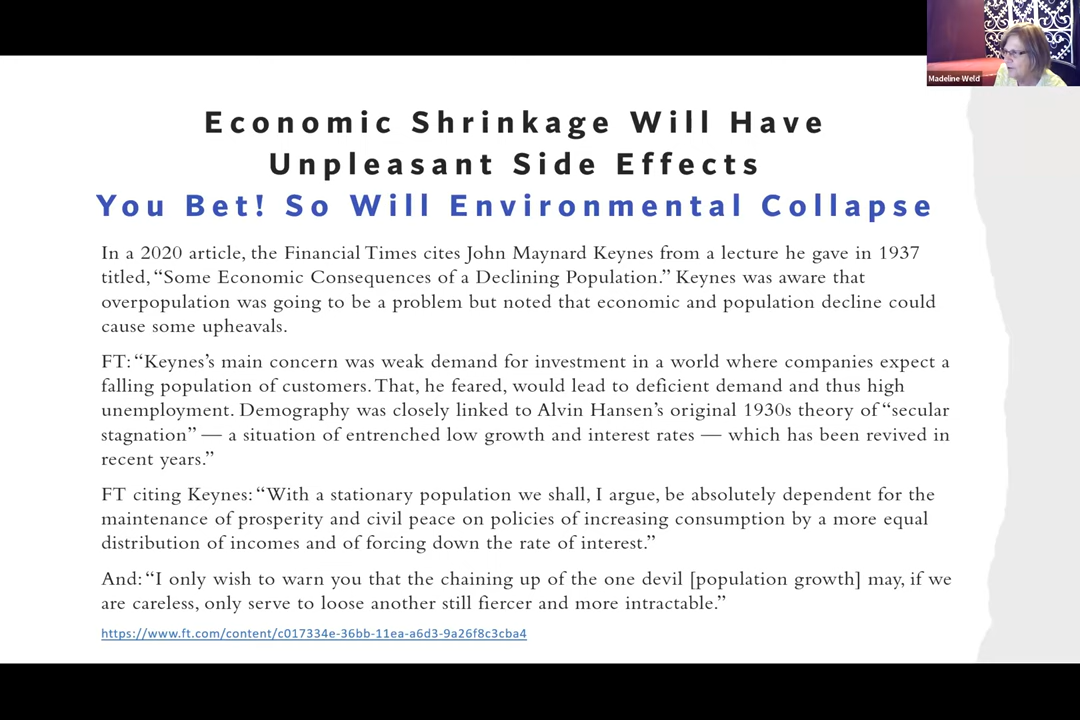 Madeline Weld
Economic Shrinkage Will Have
Unpleasant Side Effects
You Bet! So Will Environmental Collapse
In a 2020 article, the Financial Times cites John Maynard Keynes from a lecture he gave in 1937
titled, “Some Economic Consequences of a Declining Population.” Keynes was aware that
overpopulation was going to be a problem but noted that economic and population decline could
cause some upheavals.
FT: “Keynes’s main concern was weak demand for investment in a world where companies expect a
falling population of customers. That, he feared, would lead to deficient demand and thus high
unemployment. Demography was closely linked to Alvin Hansen’s original 1930s theory of “secular
stagnation” — a situation of entrenched low growth and interest rates — which has been revived in
recent years.”
FT citing Keynes: “With a stationary population we shall, I argue, be absolutely dependent for the
maintenance of prosperity and civil peace on policies of increasing consumption by a more equal
distribution of incomes and of forcing down the rate of interest.”
And: “I only wish to warn you that the chaining up of the one devil [population growth] may, if we
are careless, only serve to loose another still fiercer and more intractable.”
https://www.ft.com/content/c017334e-36bb-11ea-a6d3-9a26f8c3cba4